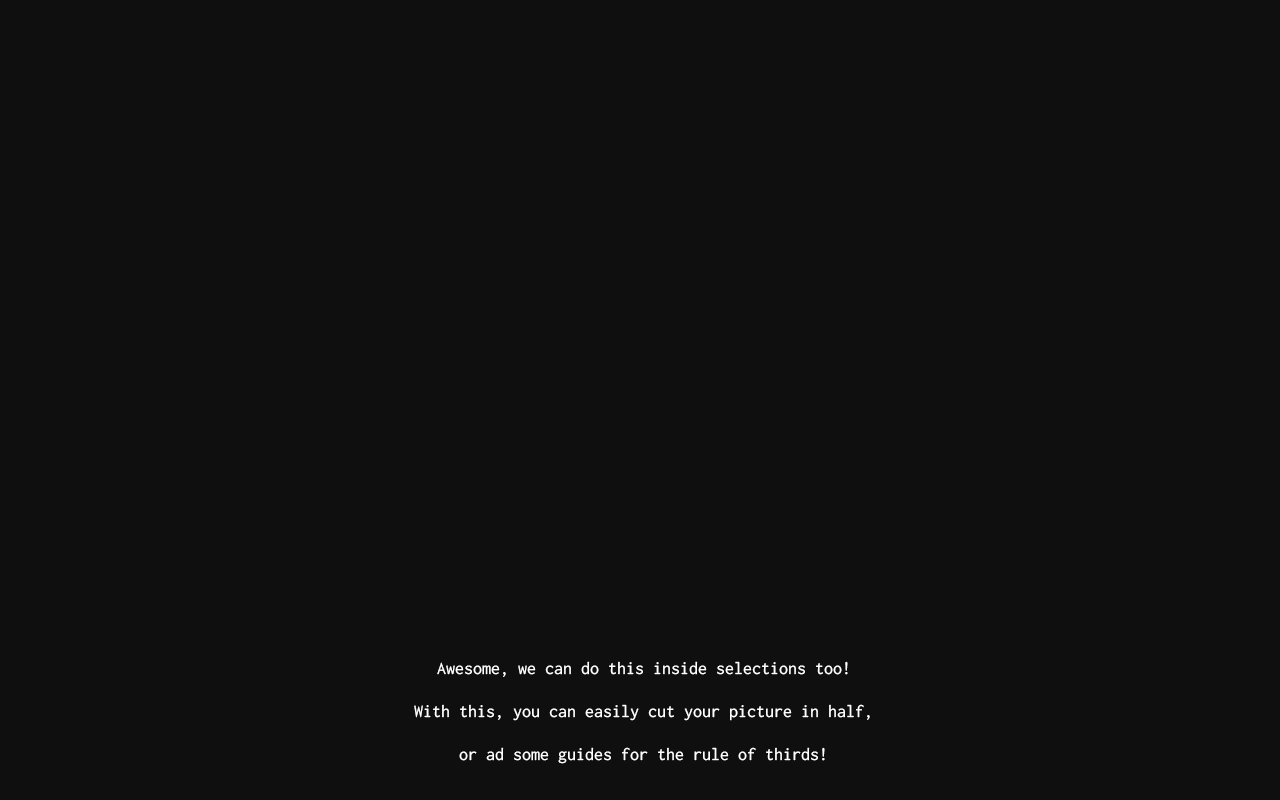 Awesome, we can do this inside selections too!
With this, you can easily cut your picture in half,
or ad some guides for the rule of thirds!